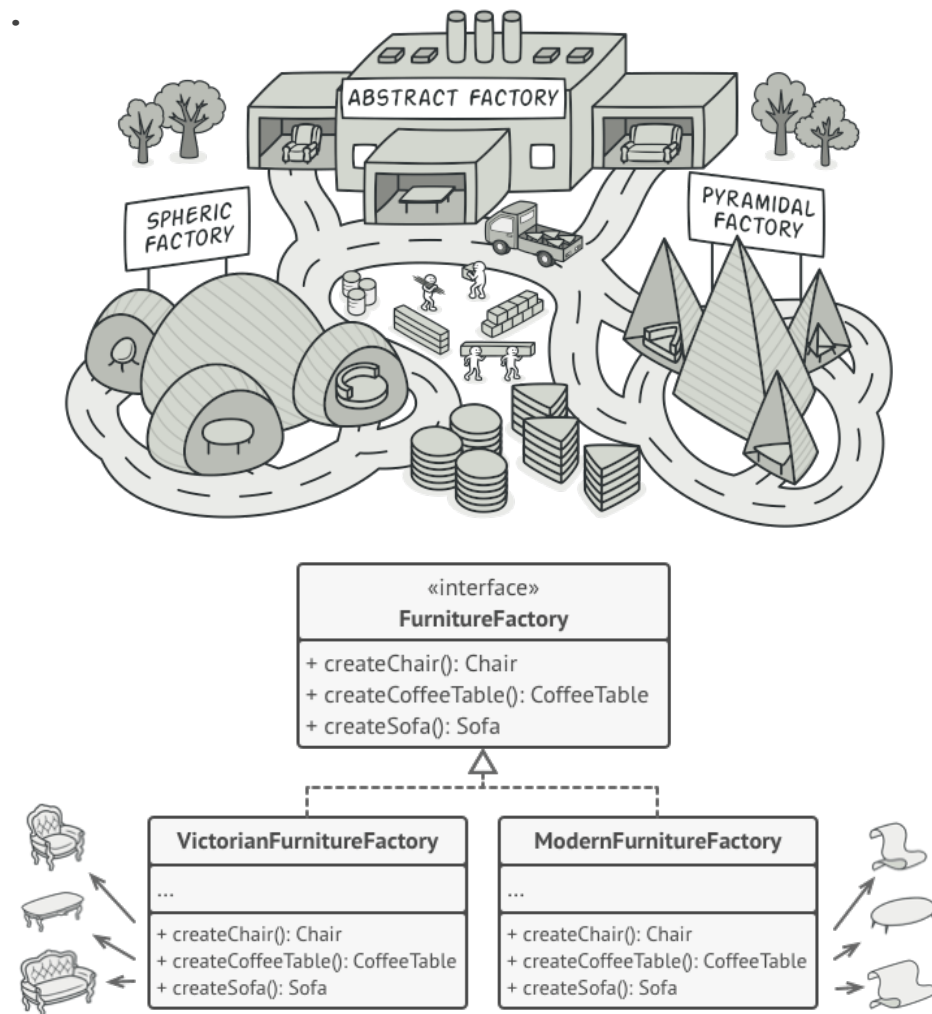 ABSTRACT FACTORY
SPHERIC
FACTORY
PYRAMIDAL
FACTORY
«interface»
FurnitureFactory
+ createChair(): Chair
+ createCoffeeTable(): CoffeeTable
+ createSofa(): Sofa
VictorianFurnitureFactory
...
+ createChair(): Chair
+ createCoffeeTable(): CoffeeTable
+ createSofa(): Sofa
ModernFurnitureFactory
...
+ createChair(): Chair
+ createCoffeeTable(): CoffeeTable
+ createSofa(): Sofa